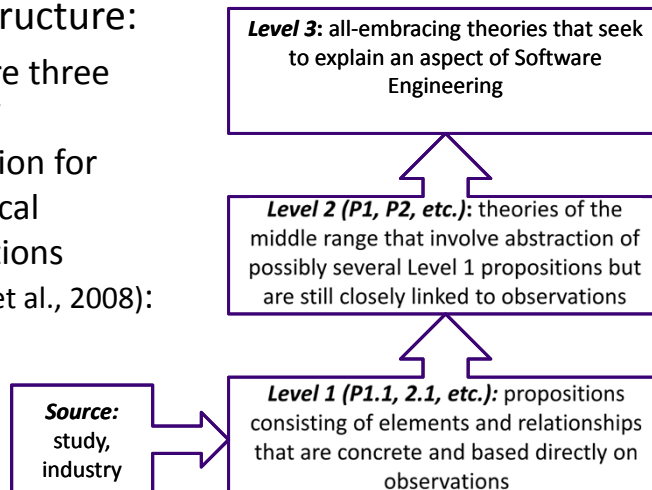 ructure:
re three
ion for
cal
tions
et al., 2008):
Level 3: all-embracing theories that seek
to explain an aspect of Software
Engineering
Level 2 (P1, P2, etc.): theories of the
middle range that involve abstraction of
possibly several Level 1 propositions but
are still closely linked to observations
Source:
study,
industry
Level 1 (P1.1, 2.1, etc.): propositions
consisting of elements and relationships
that are concrete and based directly on
observations